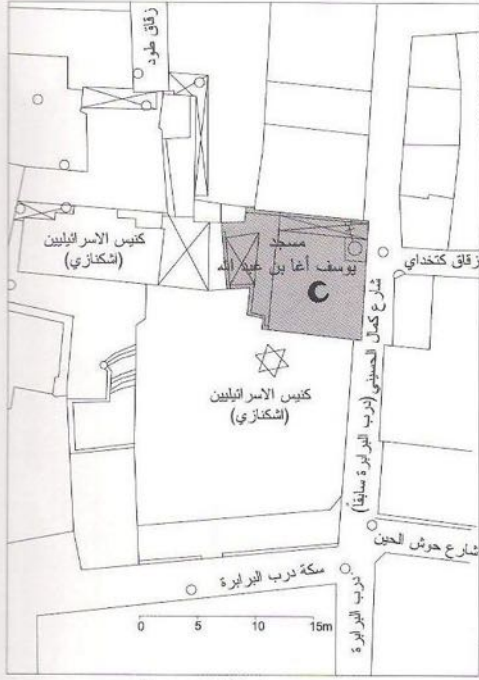 زقاق طود
كنيس الاسرائيليين
(اشكنازي)
مسجد
يوسف أغا بن عبد الله
زقاق كتخداي
شارع كمال الحسيني (درب البرابرة سابقاً)
كنيس الاسرائيليين
(اشكنازي)
شارع حوش الحين
سكة درب البرابرة
درب البرابرة
0 5 10 15m